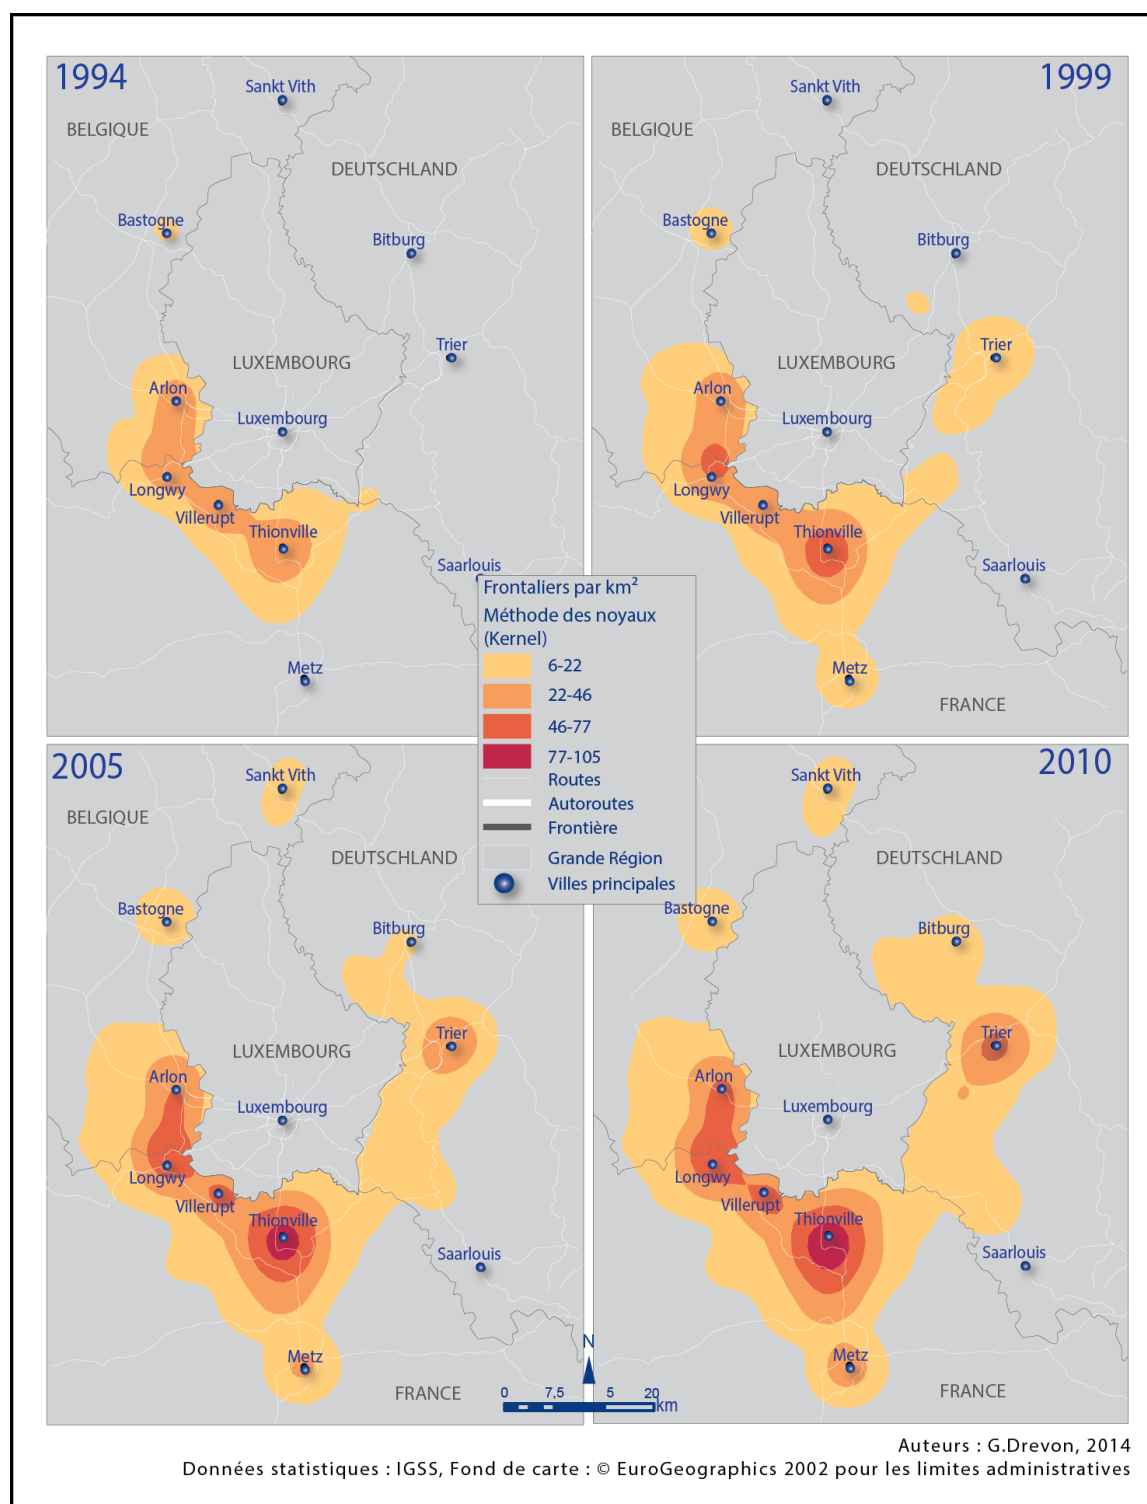 1994
Sankt Vith
BELGIQUE
DEUTSCHLAND
Bastogne
Bitburg
Trier
LUXEMBOURG
Arlon
Luxembourg
Longwy
Villerupt
Thionville
Saarlouis
Metz
1999
Sankt Vith
BELGIQUE
DEUTSCHLAND
Bastogne
Bitburg
Trier
LUXEMBOURG
Arlon
Luxembourg
Longwy
Villerupt
Thionville
Saarlouis
Metz
FRANCE
Frontaliers par km²
Méthode des noyaux
(Kernel)
6-22
22-46
46-77
77-105
Routes
Autoroutes
Frontière
Grande Région
Villes principales
2005
Sankt Vith
BELGIQUE
DEUTSCHLAND
Bastogne
Bitburg
Trier
LUXEMBOURG
Arlon
Luxembourg
Longwy
Villerupt
Thionville
Saarlouis
Metz
FRANCE
2010
Sankt Vith
DEUTSCHLAND
Bastogne
Bitburg
Trier
LUXEMBOURG
Arlon
Luxembourg
Longwy
Villerupt
Thionville
Saarlouis
Metz
FRANCE
N
0 7,5 5 20
km
Auteurs : G.Drevon, 2014
Données statistiques : IGSS, Fond de carte : © EuroGeographics 2002 pour les limites administratives